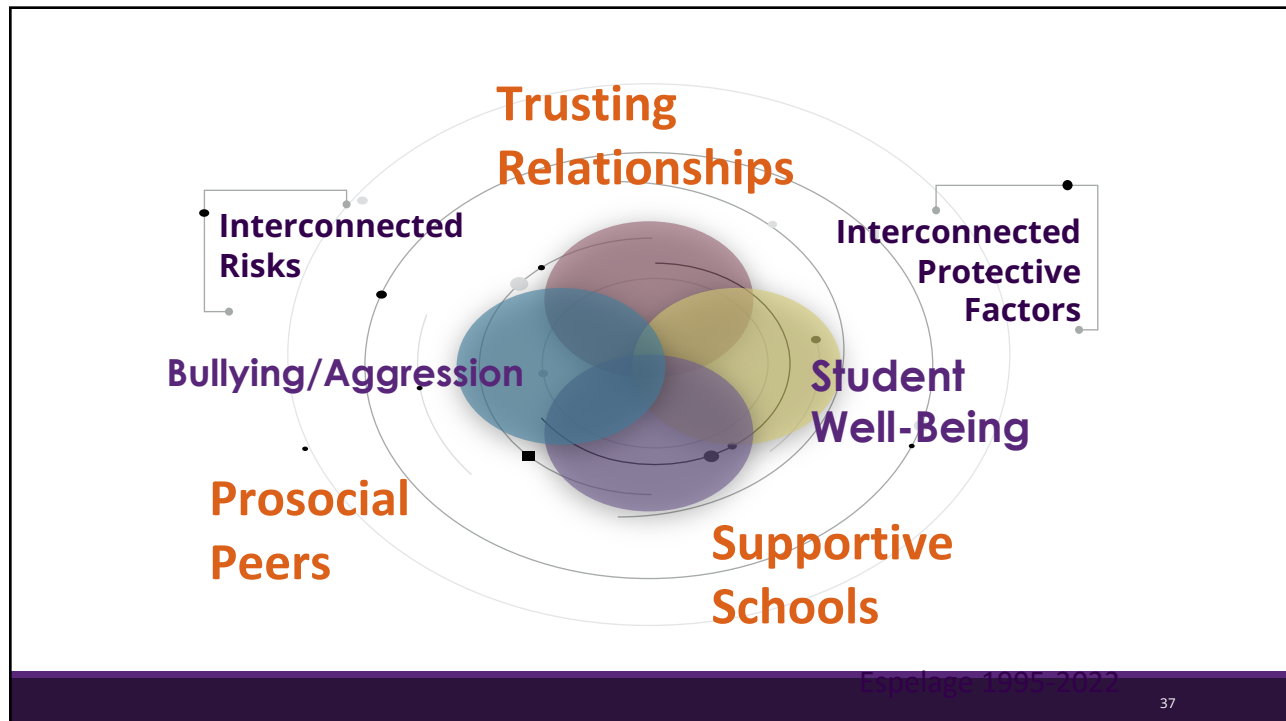 Trusting
Relationships
Interconnected
Risks
Interconnected
Protective
Factors
Bullying/Aggression
Student
Well-Being
Prosocial
Peers
Supportive
Schools
Espelage 1995-2022
37